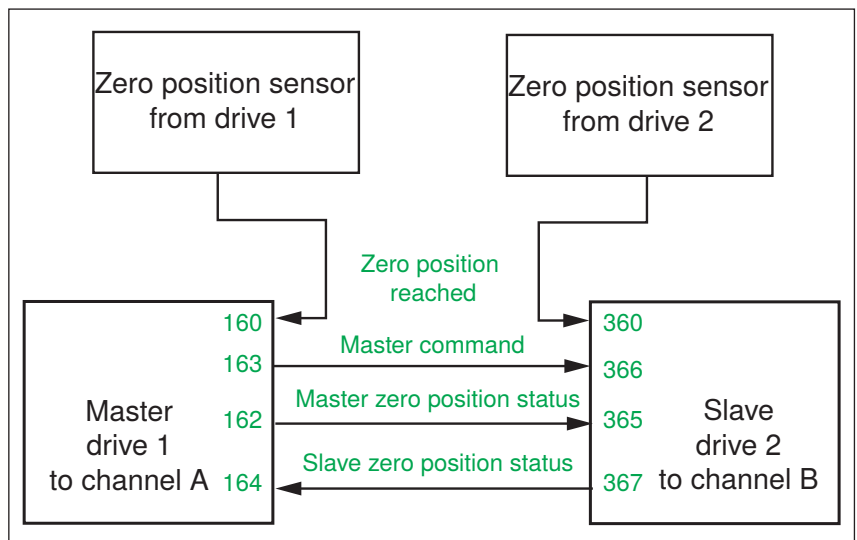 Zero position sensor
from drive 1
Zero position sensor
from drive 2
Zero position
reached
160
360
Master command
163
366
Master zero position status
162
365
Master
drive 1
to channel A
Slave
drive 2
to channel B
Slave zero position status
164
367